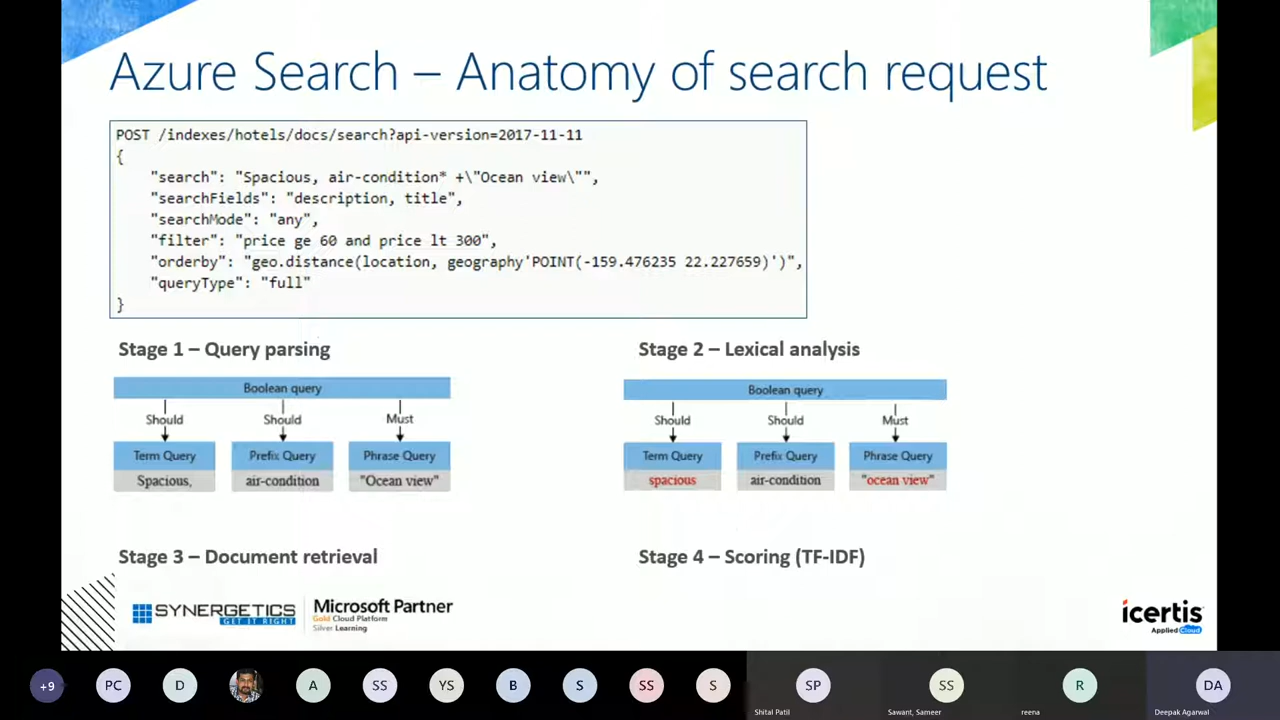 Azure Search – Anatomy of search request
POST /indexes/hotels/docs/search?api-version=2017-11-11
{
"search": "Spacious, air-condition* +\"Ocean view\"",
"searchFields": "description, title",
"searchMode": "any",
"filter": "price ge 60 and price lt 300",
"orderby": "geo.distance(location, geography'POINT(-159.476235 22.227659)')",
"queryType": "full"
}
Stage 1 – Query parsing
Boolean query
Should Should Must
Term Query Prefix Query Phrase Query
Spacious, air-condition "Ocean view"
Stage 2 – Lexical analysis
Boolean query
Should Should Must
Term Query Prefix Query Phrase Query
spacious air-condition "ocean view"
Stage 3 – Document retrieval
Stage 4 – Scoring (TF-IDF)
SYNERGETICS
GET IT RIGHT
Microsoft Partner
Gold Cloud Platform
Silver Learning
icertis
Applied Cloud
+9 PC D A SS YS B S SS S SP SS R DA
Shital Patil Sawant, Sameer reena Deepak Agarwal